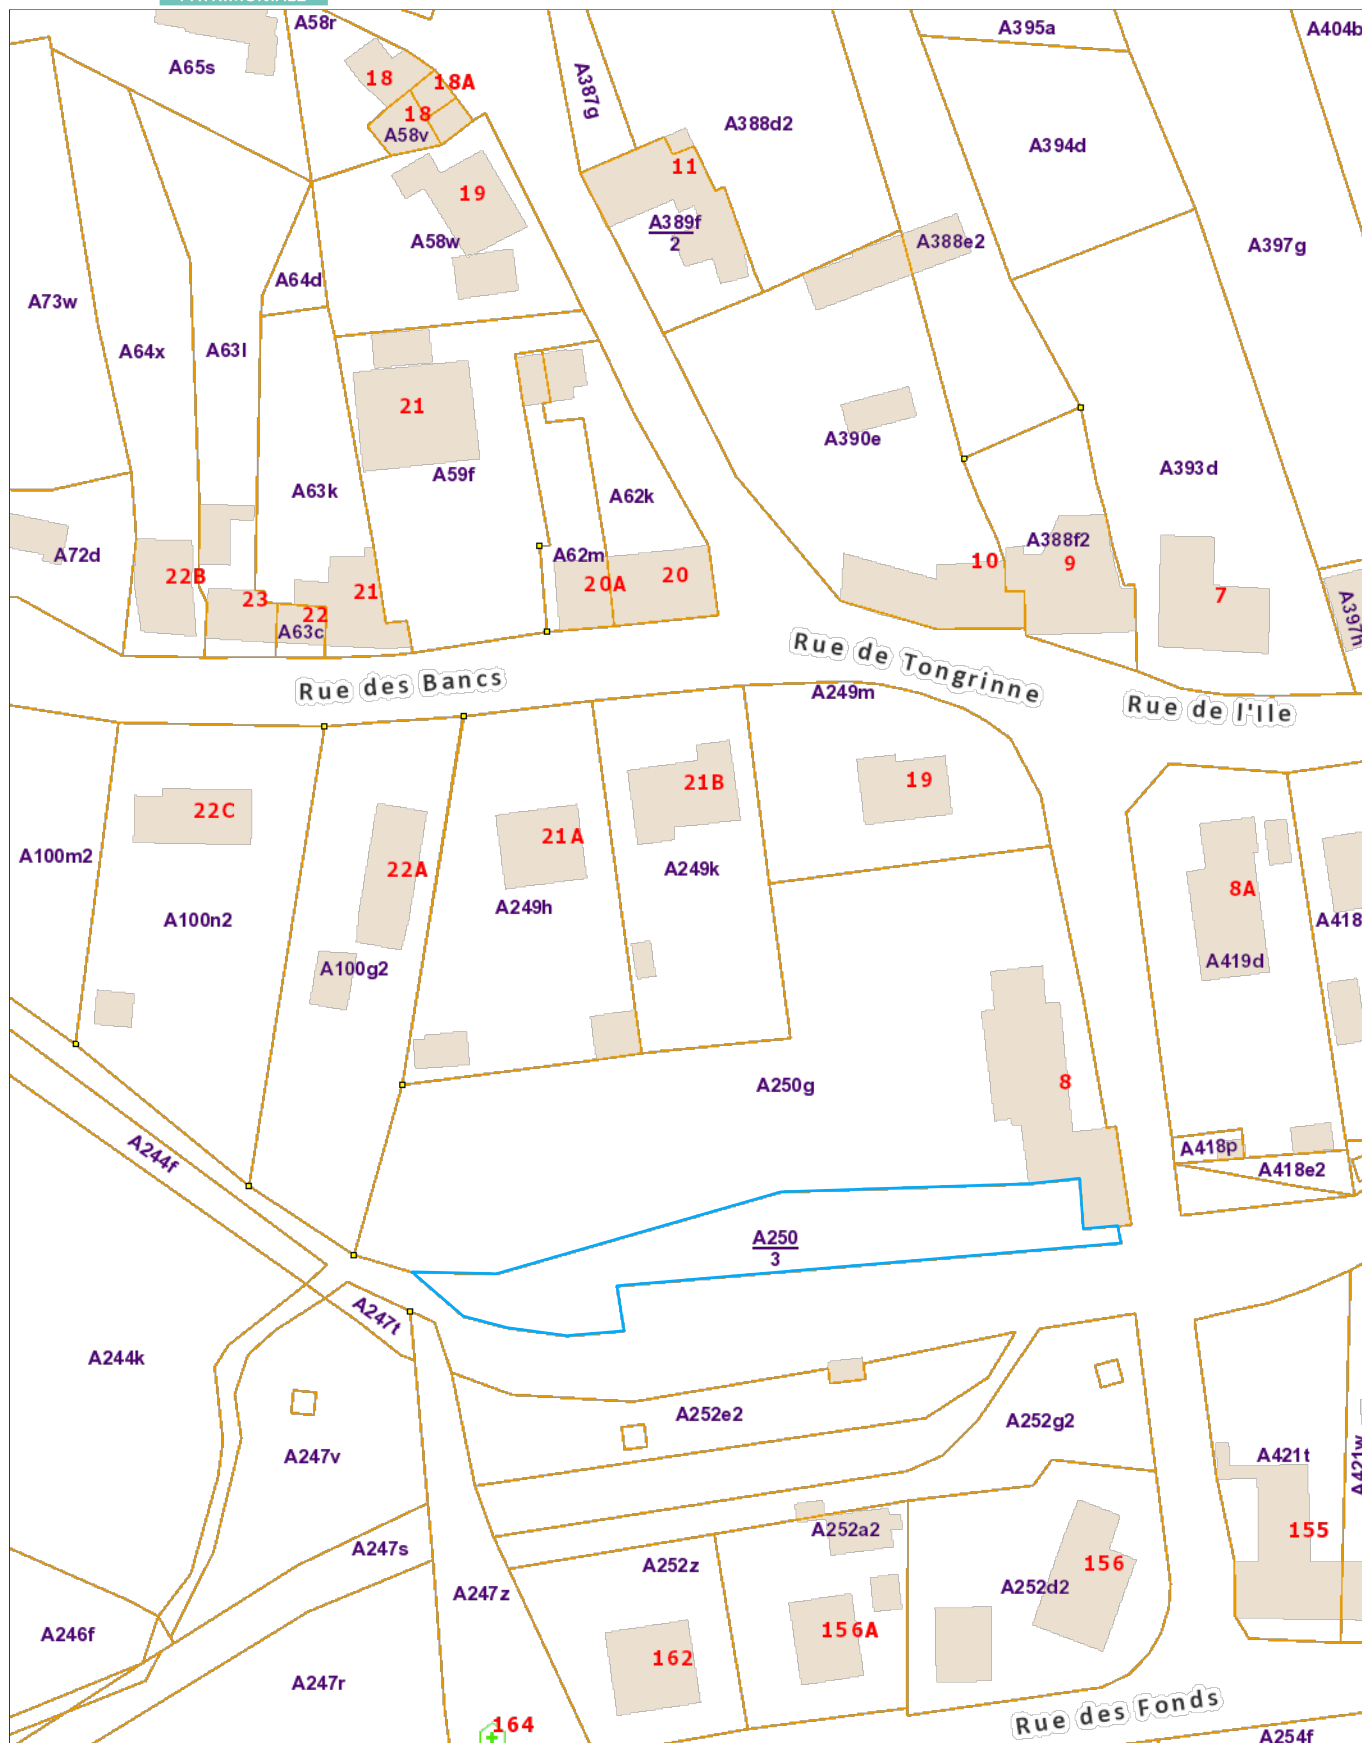 A58r
A395a
A404b
A65s
18
18A
A387g
18
A58v
A388d2
A394d
11
19
A389f
2
A58w
A388e2
A397g
A64d
A73w
A64x
A63l
21
A390e
A59f
A393d
A63k
A62k
A72d
A62m
A388f2
22B
23
22
A63c
21
20A
20
10
9
7
A397h
Rue des Bancs
Rue de Tongrinne
Rue de l'Ile
A249m
22C
21A
21B
19
A100m2
22A
A249k
8A
A100n2
A249h
A418
A100g2
A419d
8
A250g
A244f
A418p
A418e2
A250
3
A247t
A244k
A252e2
A252g2
A247v
A421t
A421w
A247s
A252a2
155
A252z
156
A247z
A252d2
A246f
156A
162
A247r
Rue des Fonds
164
A254f